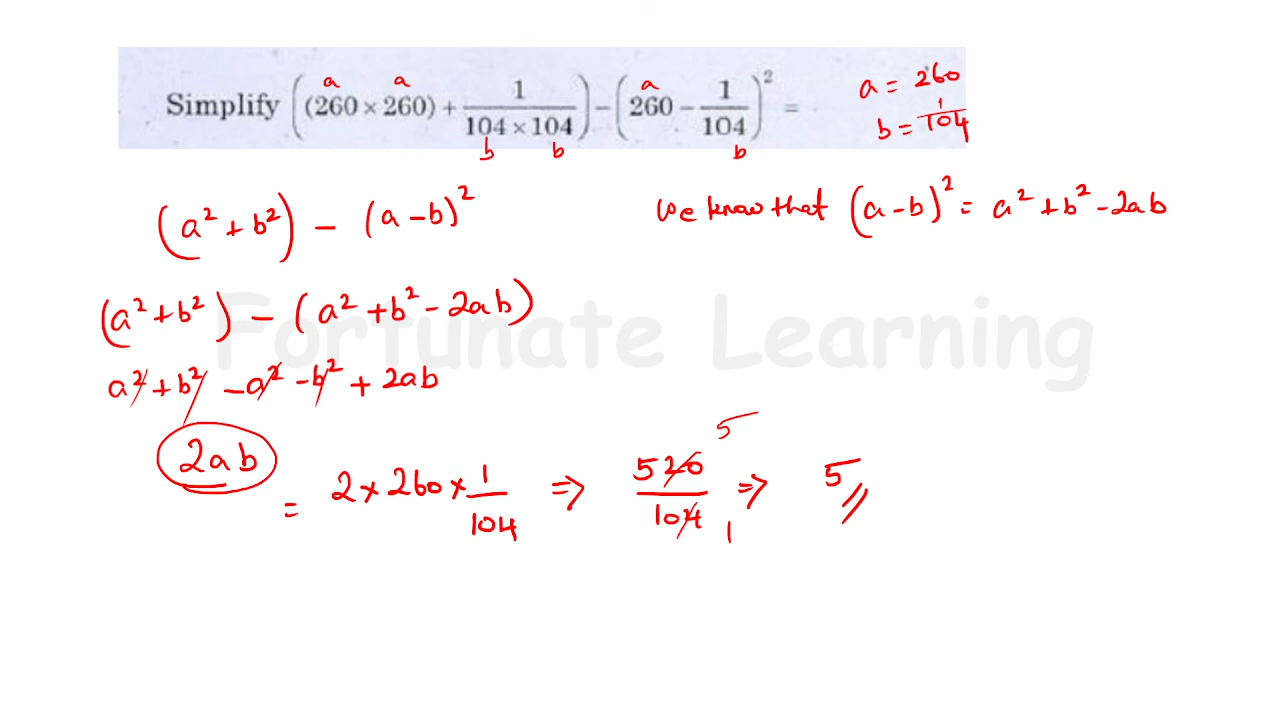 a a a
Simplify ((260 × 260) + 1/(104 × 104)) − (260 − 1/104)² =
b b b
a = 260
b = 1/104
(a² + b²) − (a − b)²
We know that (a − b)² = a² + b² − 2ab
(a² + b²) − (a² + b² − 2ab)
Fortunate Learning
a² + b² − a² − b² + 2ab
2ab
= 2 × 260 × 1/104 ⇒ 520/104 ⇒ 5
5
1